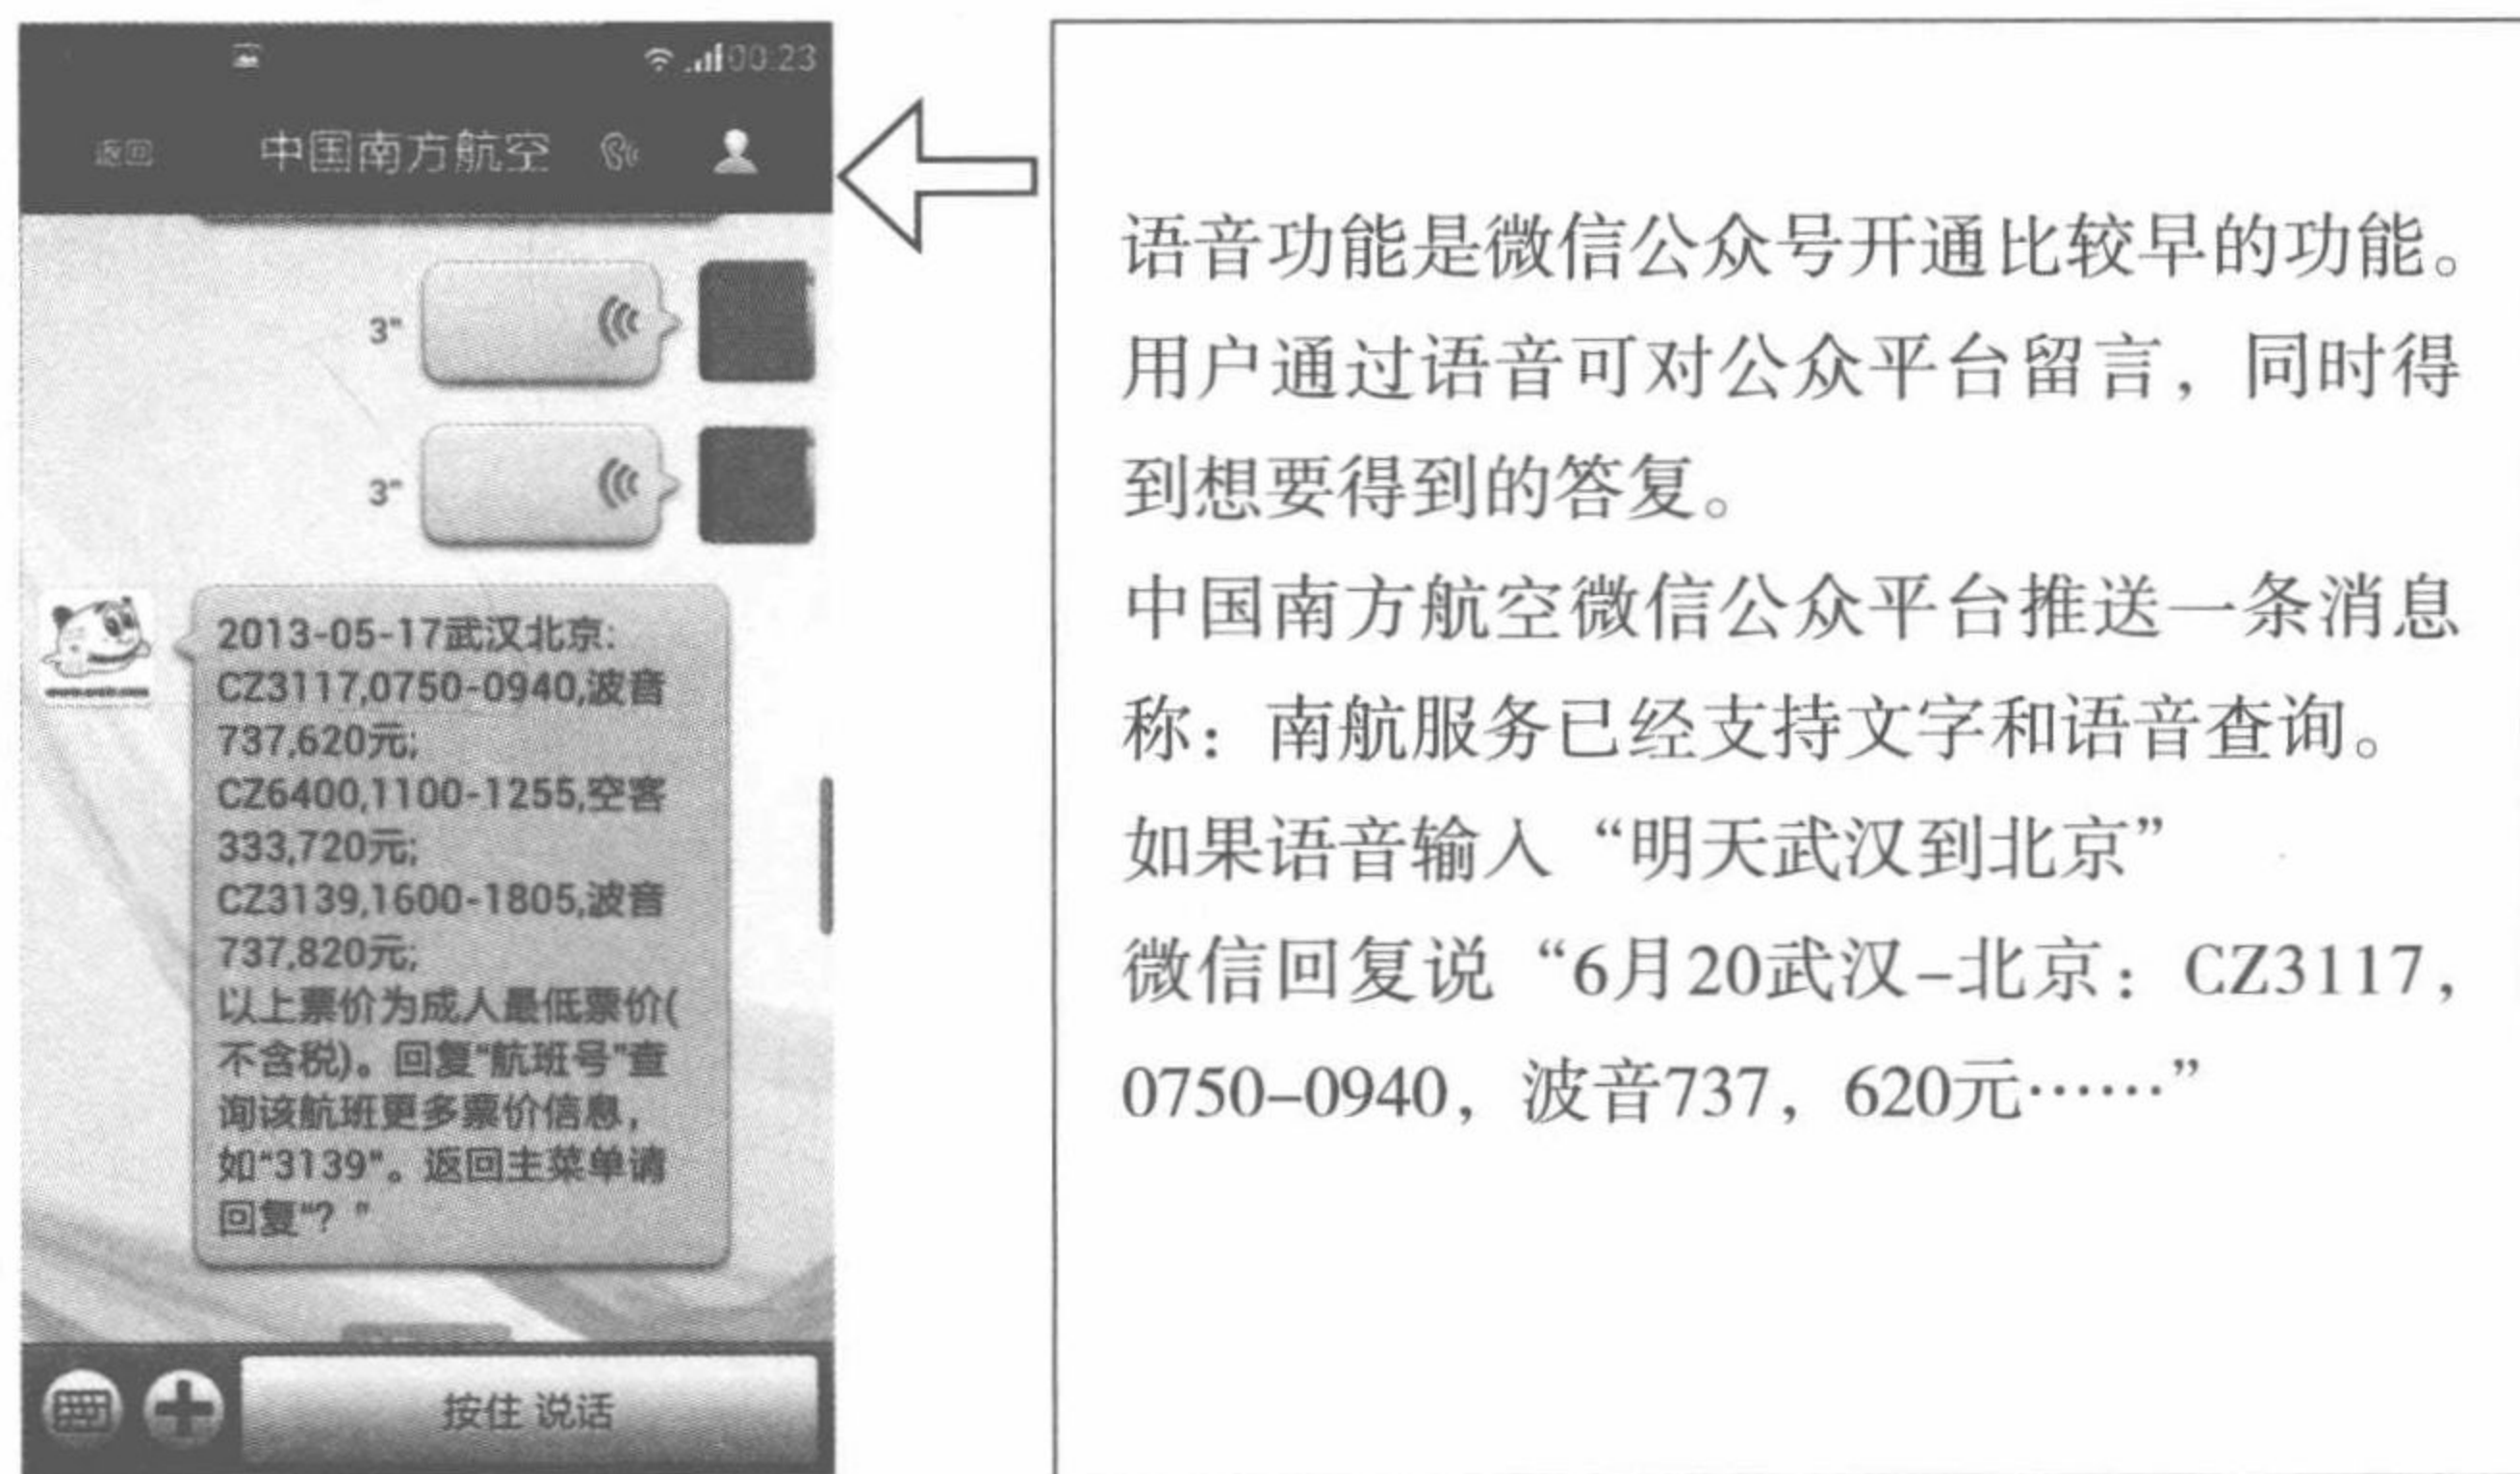 00:23
返回 中国南方航空
3"
3"
2013-05-17武汉北京:
CZ3117,0750-0940,波音
737,620元;
CZ6400,1100-1255,空客
333,720元;
CZ3139,1600-1805,波音
737,820元;
以上票价为成人最低票价(
不含税)。回复“航班号”查
询该航班更多票价信息，
如“3139”。返回主菜单请
回复“？”
按住 说话
语音功能是微信公众号开通比较早的功能。
用户通过语音可对公众平台留言，同时得
到想要得到的答复。
中国南方航空微信公众平台推送一条消息
称：南航服务已经支持文字和语音查询。
如果语音输入“明天武汉到北京”
微信回复说“6月20武汉–北京：CZ3117，
0750–0940，波音737，620元……”